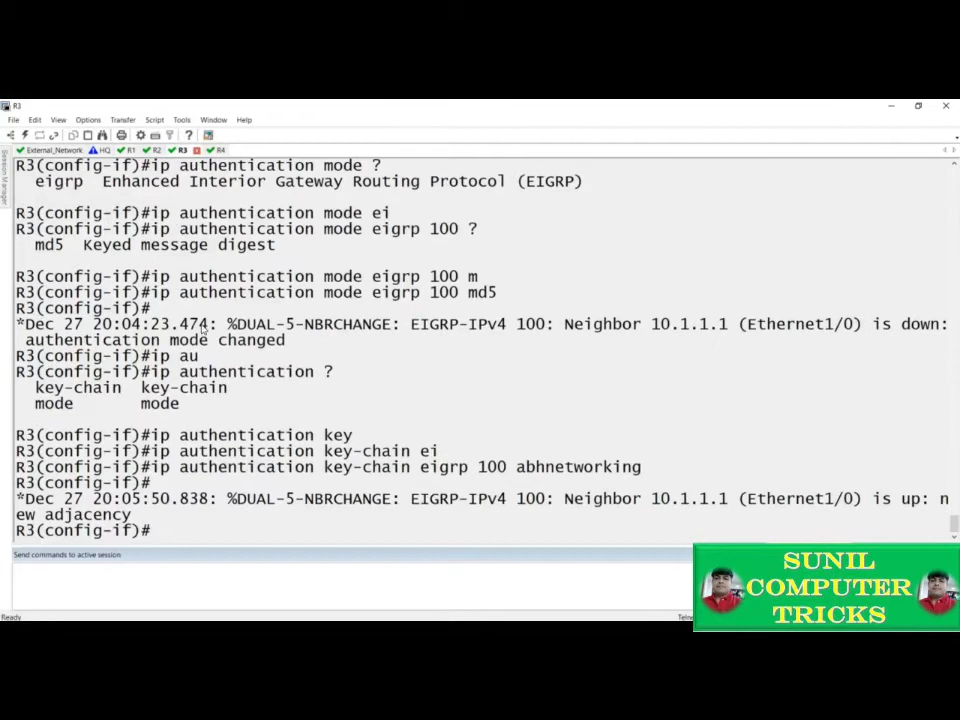 R3
File Edit View Options Transfer Script Tools Window Help
External_Network HQ R1 R2 R3 R4
Session Manager
R3(config-if)#ip authentication mode ?
eigrp Enhanced Interior Gateway Routing Protocol (EIGRP)
R3(config-if)#ip authentication mode ei
R3(config-if)#ip authentication mode eigrp 100 ?
md5 Keyed message digest
R3(config-if)#ip authentication mode eigrp 100 m
R3(config-if)#ip authentication mode eigrp 100 md5
R3(config-if)#
*Dec 27 20:04:23.474: %DUAL-5-NBRCHANGE: EIGRP-IPv4 100: Neighbor 10.1.1.1 (Ethernet1/0) is down:
authentication mode changed
R3(config-if)#ip au
R3(config-if)#ip authentication ?
key-chain key-chain
mode mode
R3(config-if)#ip authentication key
R3(config-if)#ip authentication key-chain ei
R3(config-if)#ip authentication key-chain eigrp 100 abhnetworking
R3(config-if)#
*Dec 27 20:05:50.838: %DUAL-5-NBRCHANGE: EIGRP-IPv4 100: Neighbor 10.1.1.1 (Ethernet1/0) is up: n
ew adjacency
R3(config-if)#
Send commands to active session
Ready
SUNIL
COMPUTER
TRICKS